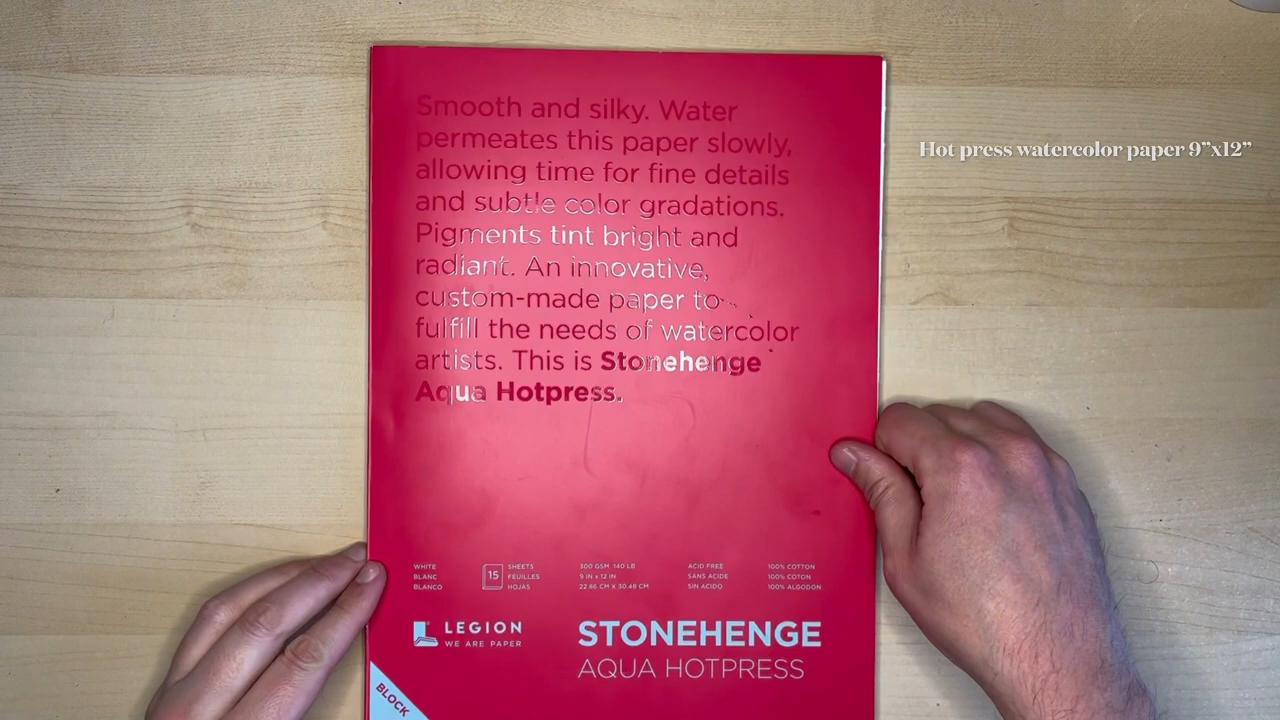 Smooth and silky. Water
permeates this paper slowly,
allowing time for fine details
and subtle color gradations.
Pigments tint bright and
radiant. An innovative,
custom-made paper to
fulfill the needs of watercolor
artists. This is Stonehenge
Aqua Hotpress.
Hot press watercolor paper 9”x12”
WHITE
BLANC
BLANCO
15
SHEETS
FEUILLES
HOJAS
300 GSM 140 LB
9 IN x 12 IN
22.86 CM X 30.48 CM
ACID FREE
SANS ACIDE
SIN ACIDO
100% COTTON
100% COTON
100% ALGODON
LEGION
WE ARE PAPER
STONEHENGE
AQUA HOTPRESS
BLOCK